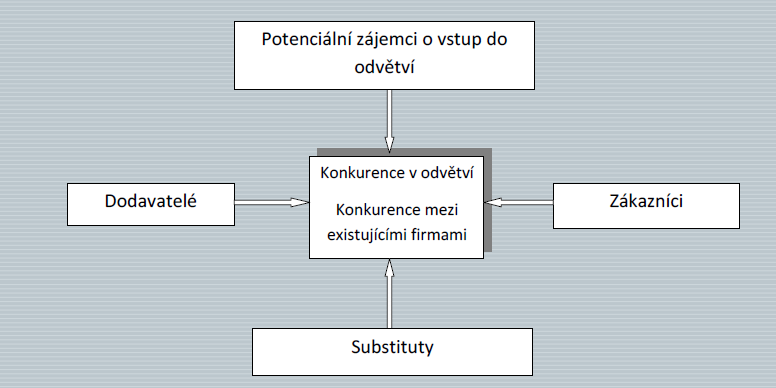 Potenciální zájemci o vstup do
odvětví
Konkurence v odvětví
Konkurence mezi
existujícími firmami
Dodavatelé
Zákazníci
Substituty